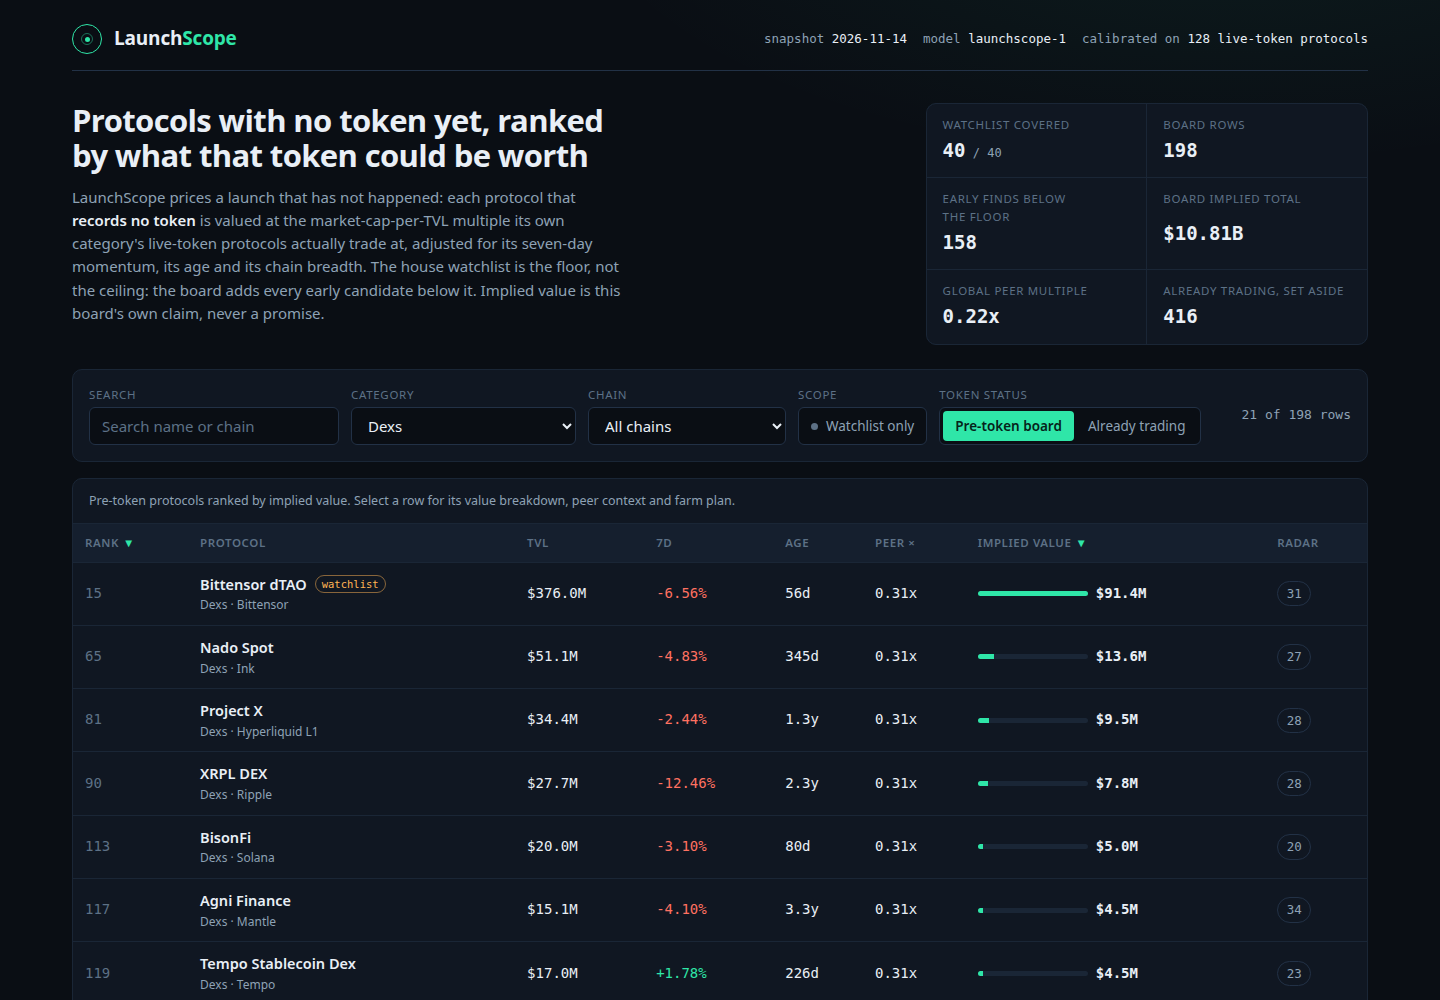 LaunchScope
snapshot 2026-11-14 model launchscope-1 calibrated on 128 live-token protocols
Protocols with no token yet, ranked
by what that token could be worth
LaunchScope prices a launch that has not happened: each protocol that
records no token is valued at the market-cap-per-TVL multiple its own
category's live-token protocols actually trade at, adjusted for its seven-day
momentum, its age and its chain breadth. The house watchlist is the floor, not
the ceiling: the board adds every early candidate below it. Implied value is this
board's own claim, never a promise.
WATCHLIST COVERED
40 / 40
BOARD ROWS
198
EARLY FINDS BELOW
THE FLOOR
158
BOARD IMPLIED TOTAL
$10.81B
GLOBAL PEER MULTIPLE
0.22x
ALREADY TRADING, SET ASIDE
416
SEARCH
Search name or chain
CATEGORY
Dexs
CHAIN
All chains
SCOPE
Watchlist only
TOKEN STATUS
Pre-token board
Already trading
21 of 198 rows
Pre-token protocols ranked by implied value. Select a row for its value breakdown, peer context and farm plan.
RANK ▼ PROTOCOL TVL 7D AGE PEER × IMPLIED VALUE ▼ RADAR
15 Bittensor dTAO watchlist $376.0M -6.56% 56d 0.31x $91.4M 31
Dexs · Bittensor
65 Nado Spot $51.1M -4.83% 345d 0.31x $13.6M 27
Dexs · Ink
81 Project X $34.4M -2.44% 1.3y 0.31x $9.5M 28
Dexs · Hyperliquid L1
90 XRPL DEX $27.7M -12.46% 2.3y 0.31x $7.8M 28
Dexs · Ripple
113 BisonFi $20.0M -3.10% 80d 0.31x $5.0M 20
Dexs · Solana
117 Agni Finance $15.1M -4.10% 3.3y 0.31x $4.5M 34
Dexs · Mantle
119 Tempo Stablecoin Dex $17.0M +1.78% 226d 0.31x $4.5M 23
Dexs · Tempo